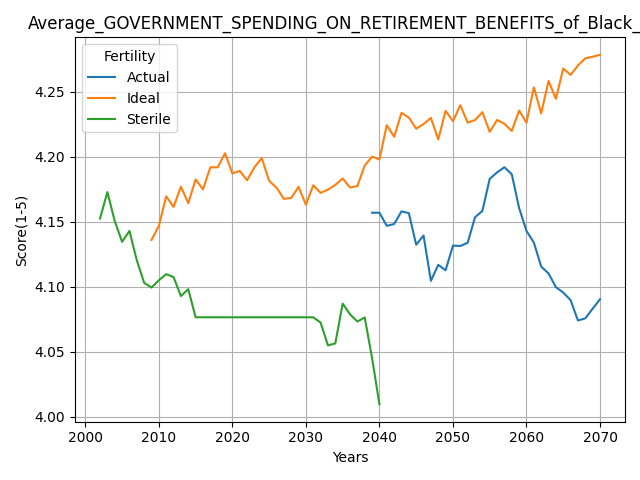 Average_GOVERNMENT_SPENDING_ON_RETIREMENT_BENEFITS_of_Black_
Fertility
Actual
Ideal
Sterile
Score(1-5)
4.25
4.20
4.15
4.10
4.05
4.00
2000 2010 2020 2030 2040 2050 2060 2070
Years